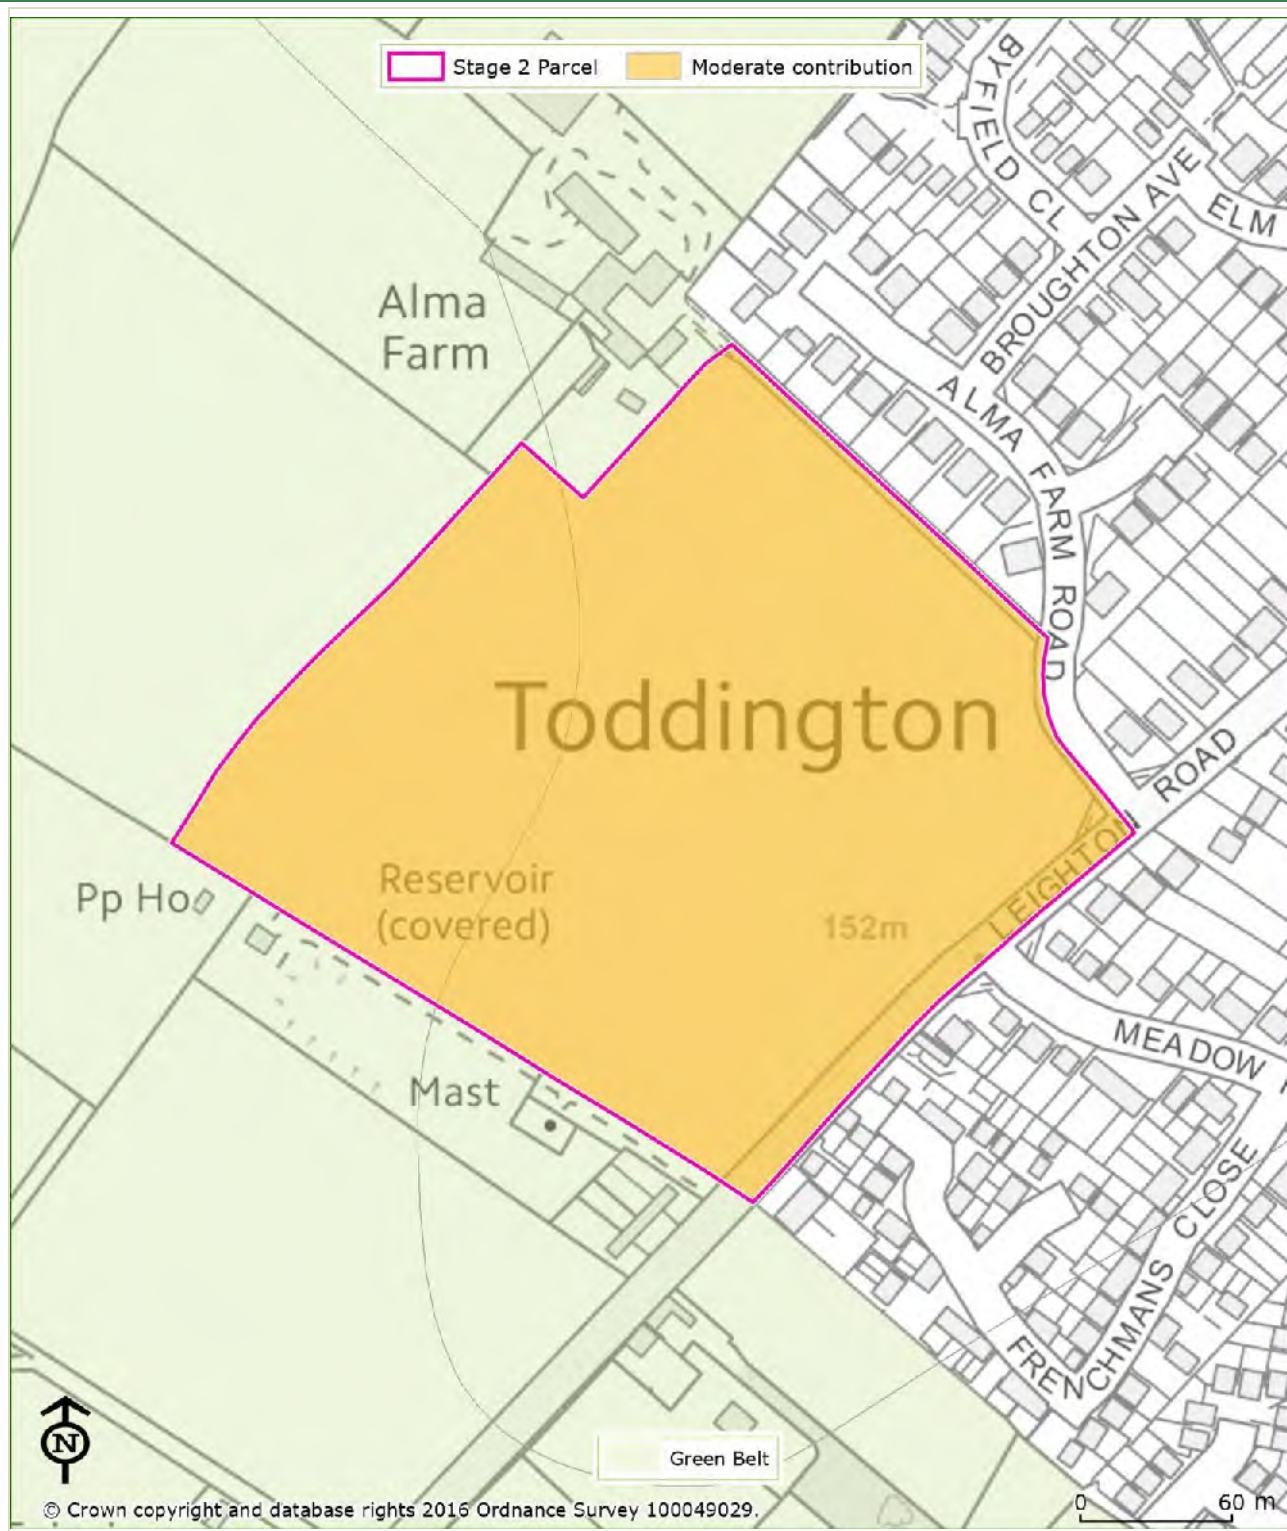 Stage 2 Parcel
Moderate contribution
BYFIELD CL
BROUGHTON AVE
ELM
Alma
Farm
ALMA FARM ROAD
Toddington
LEIGHTON ROAD
Reservoir
(covered)
152m
Pp Ho
Mast
MEADOW
FRENCHMANS CLOSE
N
Green Belt
© Crown copyright and database rights 2016 Ordnance Survey 100049029.
0 60 m